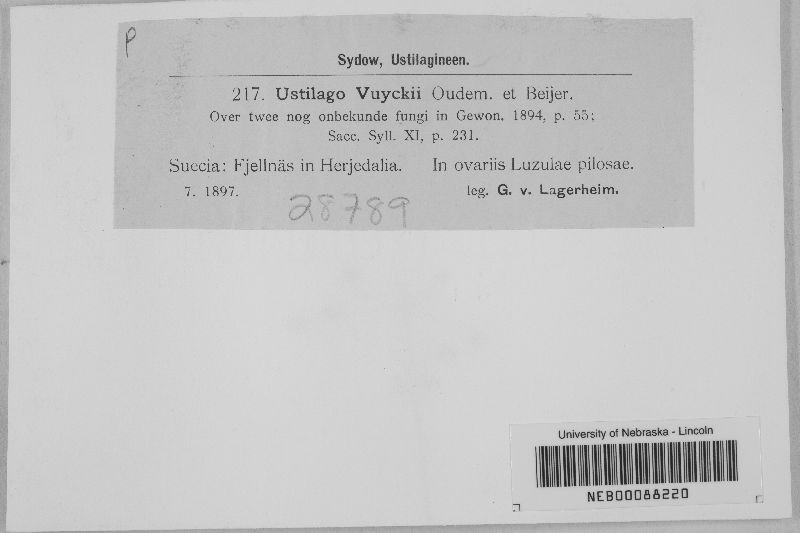 P
Sydow, Ustilagineen.
217. Ustilago Vuyckii Oudem. et Beijer.
Over twee nog onbekunde fungi in Gewon. 1894, p. 55;
Sacc. Syll. XI, p. 231.
Suecia: Fjellnäs in Herjedalia. In ovariis Luzulae pilosae.
7. 1897. leg. G. v. Lagerheim.
28789
University of Nebraska - Lincoln
NEB00088220